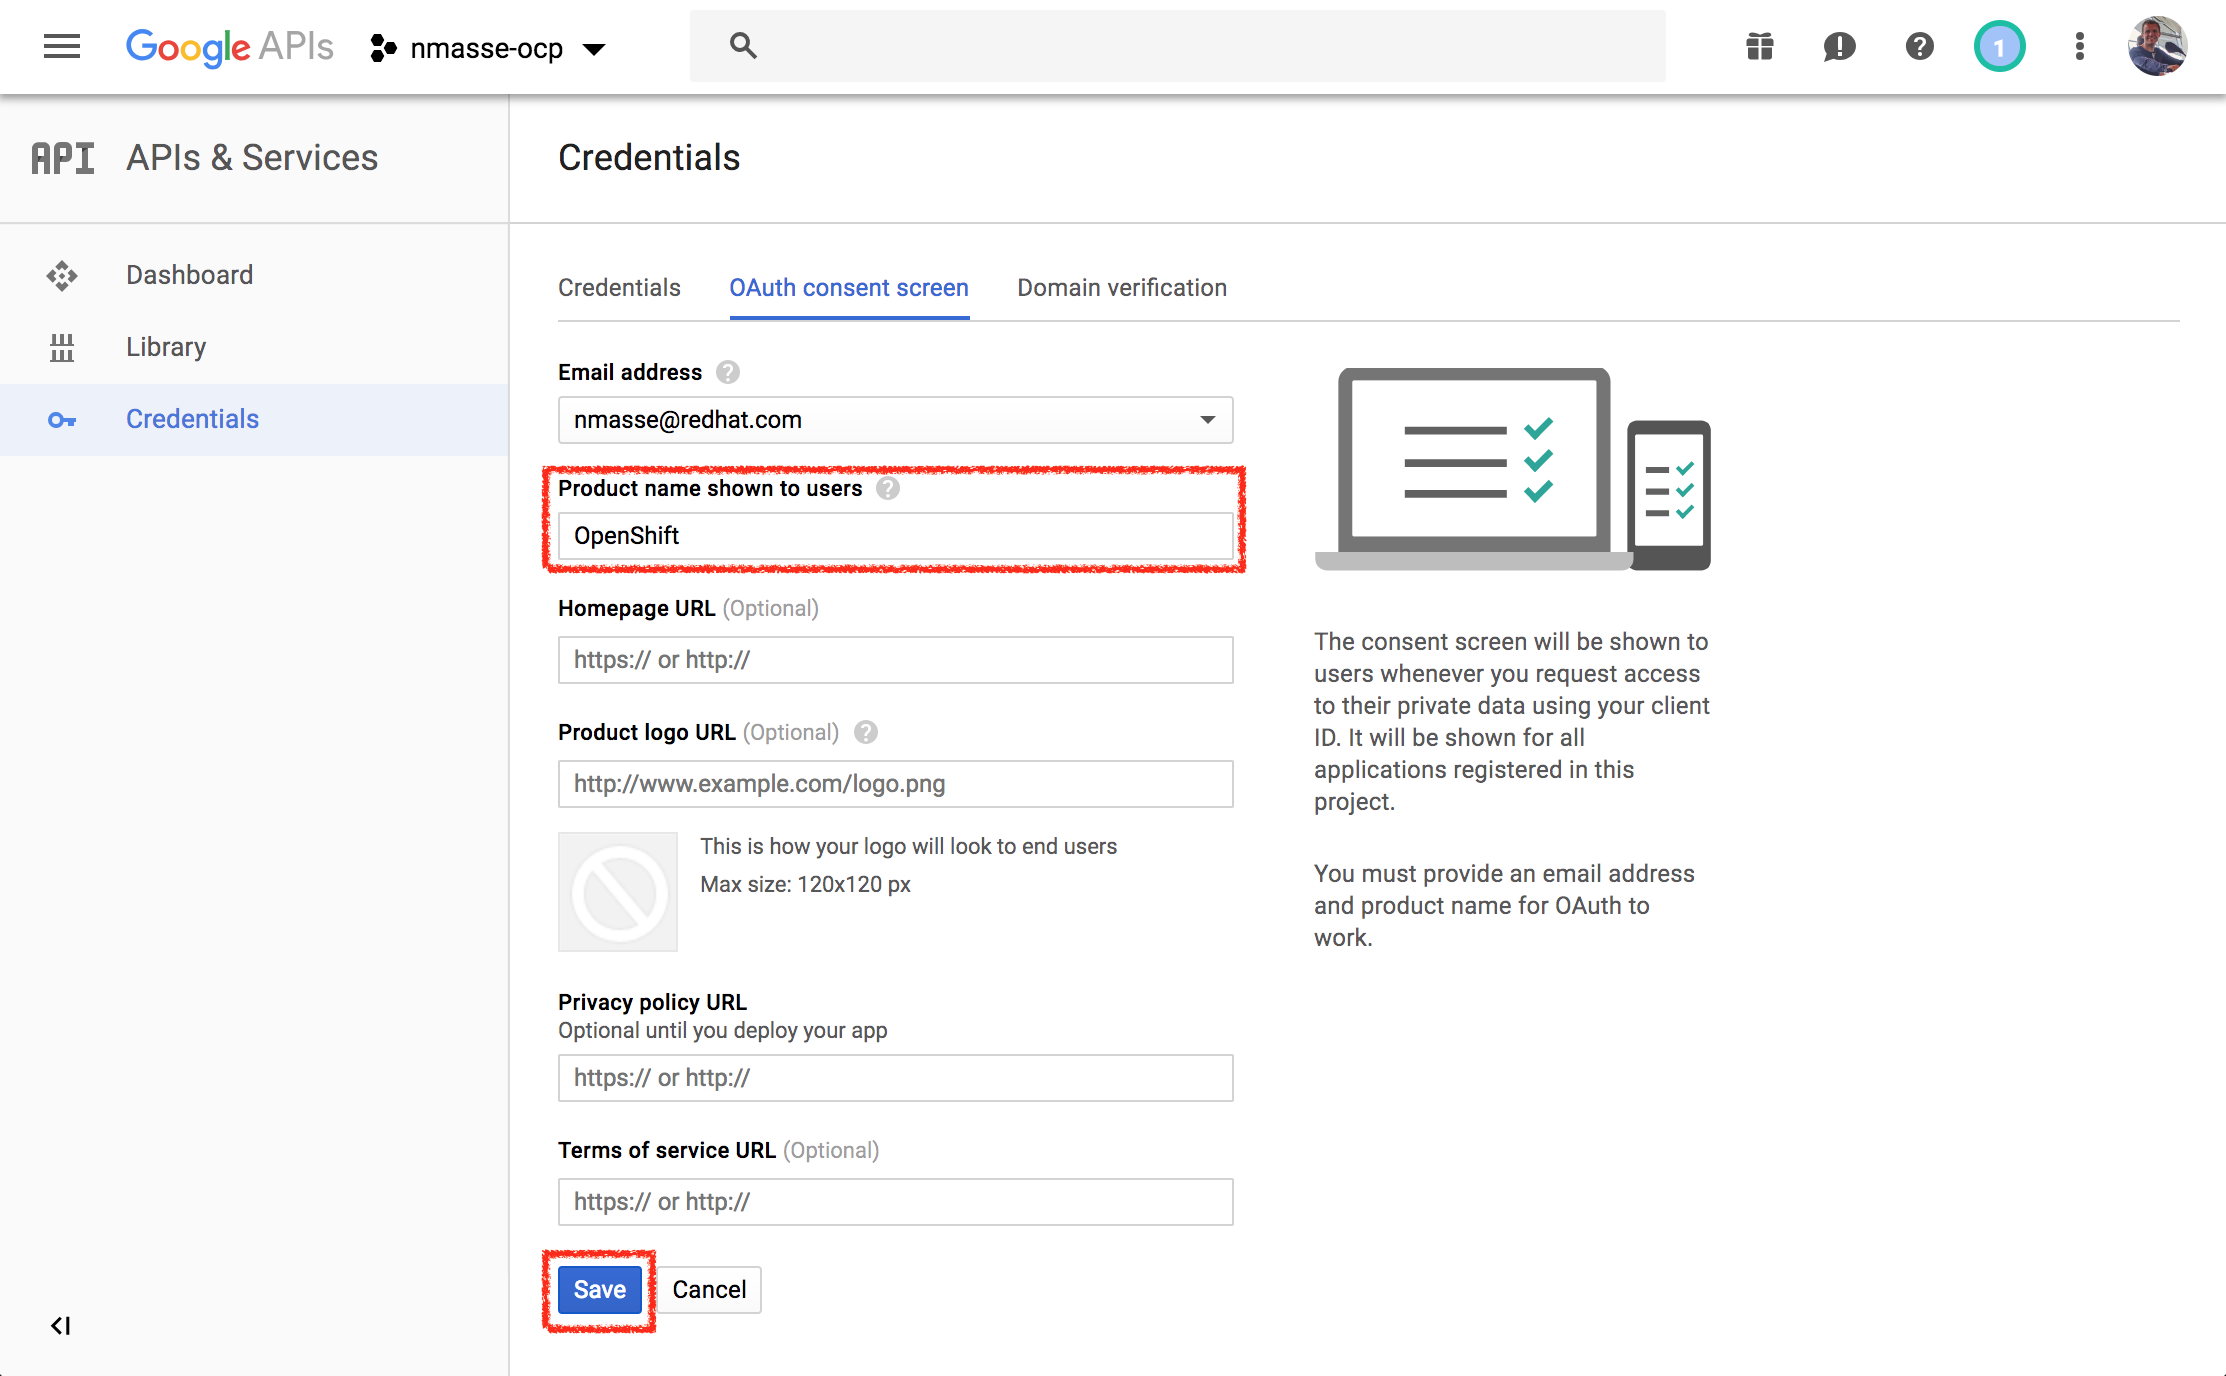 Google APIs nmasse-ocp 1
API APIs & Services
Credentials
Dashboard
Library
Credentials
Credentials OAuth consent screen Domain verification
Email address ?
nmasse@redhat.com
Product name shown to users ?
OpenShift
Homepage URL (Optional)
https:// or http://
Product logo URL (Optional) ?
http://www.example.com/logo.png
This is how your logo will look to end users
Max size: 120x120 px
Privacy policy URL
Optional until you deploy your app
https:// or http://
Terms of service URL (Optional)
https:// or http://
Save Cancel
The consent screen will be shown to
users whenever you request access
to their private data using your client
ID. It will be shown for all
applications registered in this
project.
You must provide an email address
and product name for OAuth to
work.